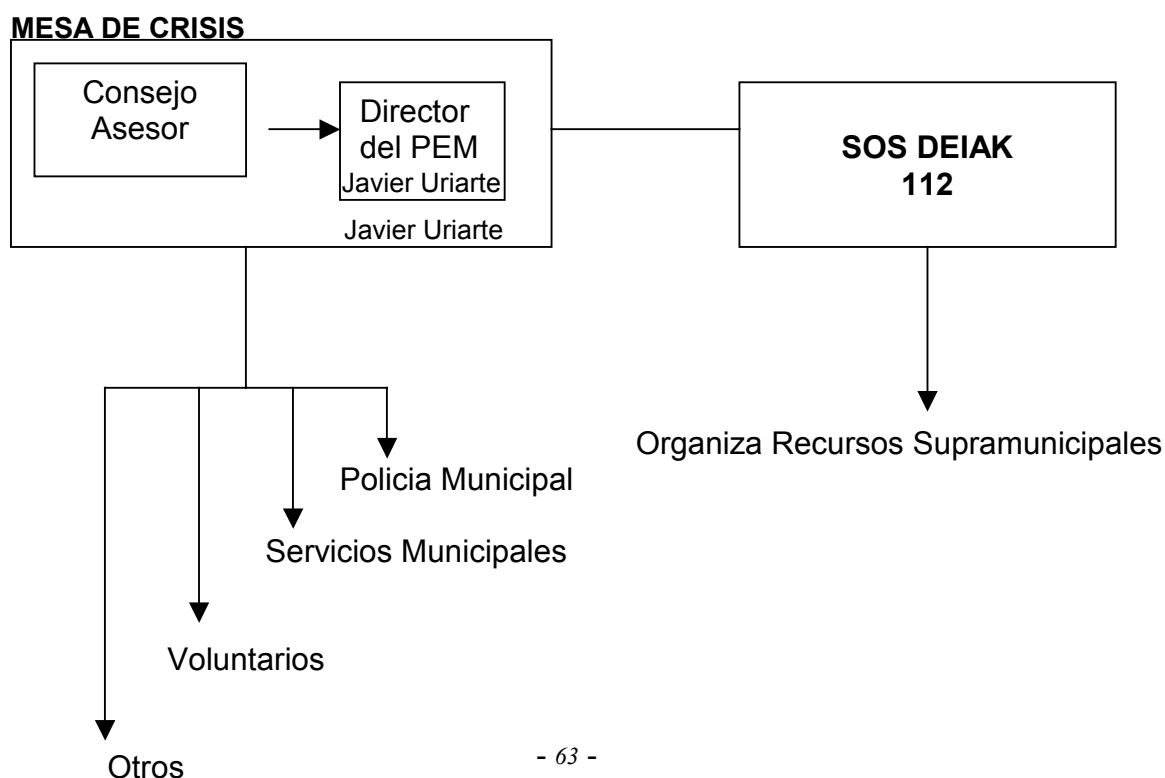 MESA DE CRISIS
Consejo
Asesor
Director
del PEM
Javier Uriarte
Javier Uriarte
SOS DEIAK
112
Organiza Recursos Supramunicipales
Policia Municipal
Servicios Municipales
Voluntarios
Otros
- 63 -